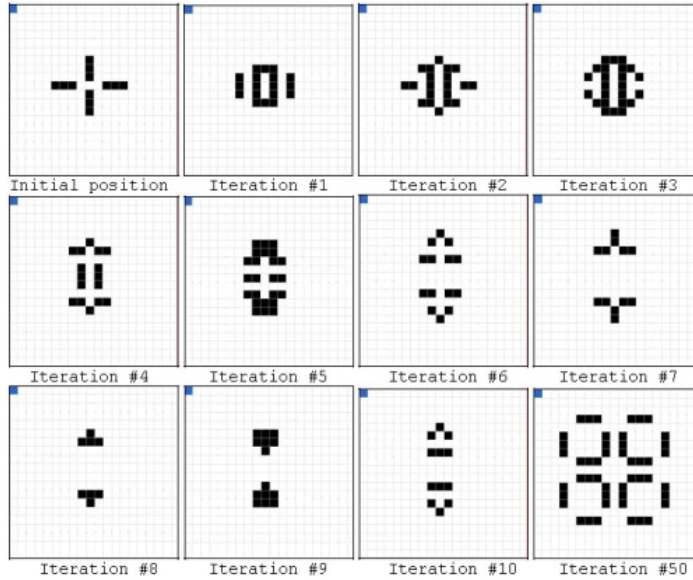 Initial position
Iteration #1
Iteration #2
Iteration #3
Iteration #4
Iteration #5
Iteration #6
Iteration #7
Iteration #8
Iteration #9
Iteration #10
Iteration #50